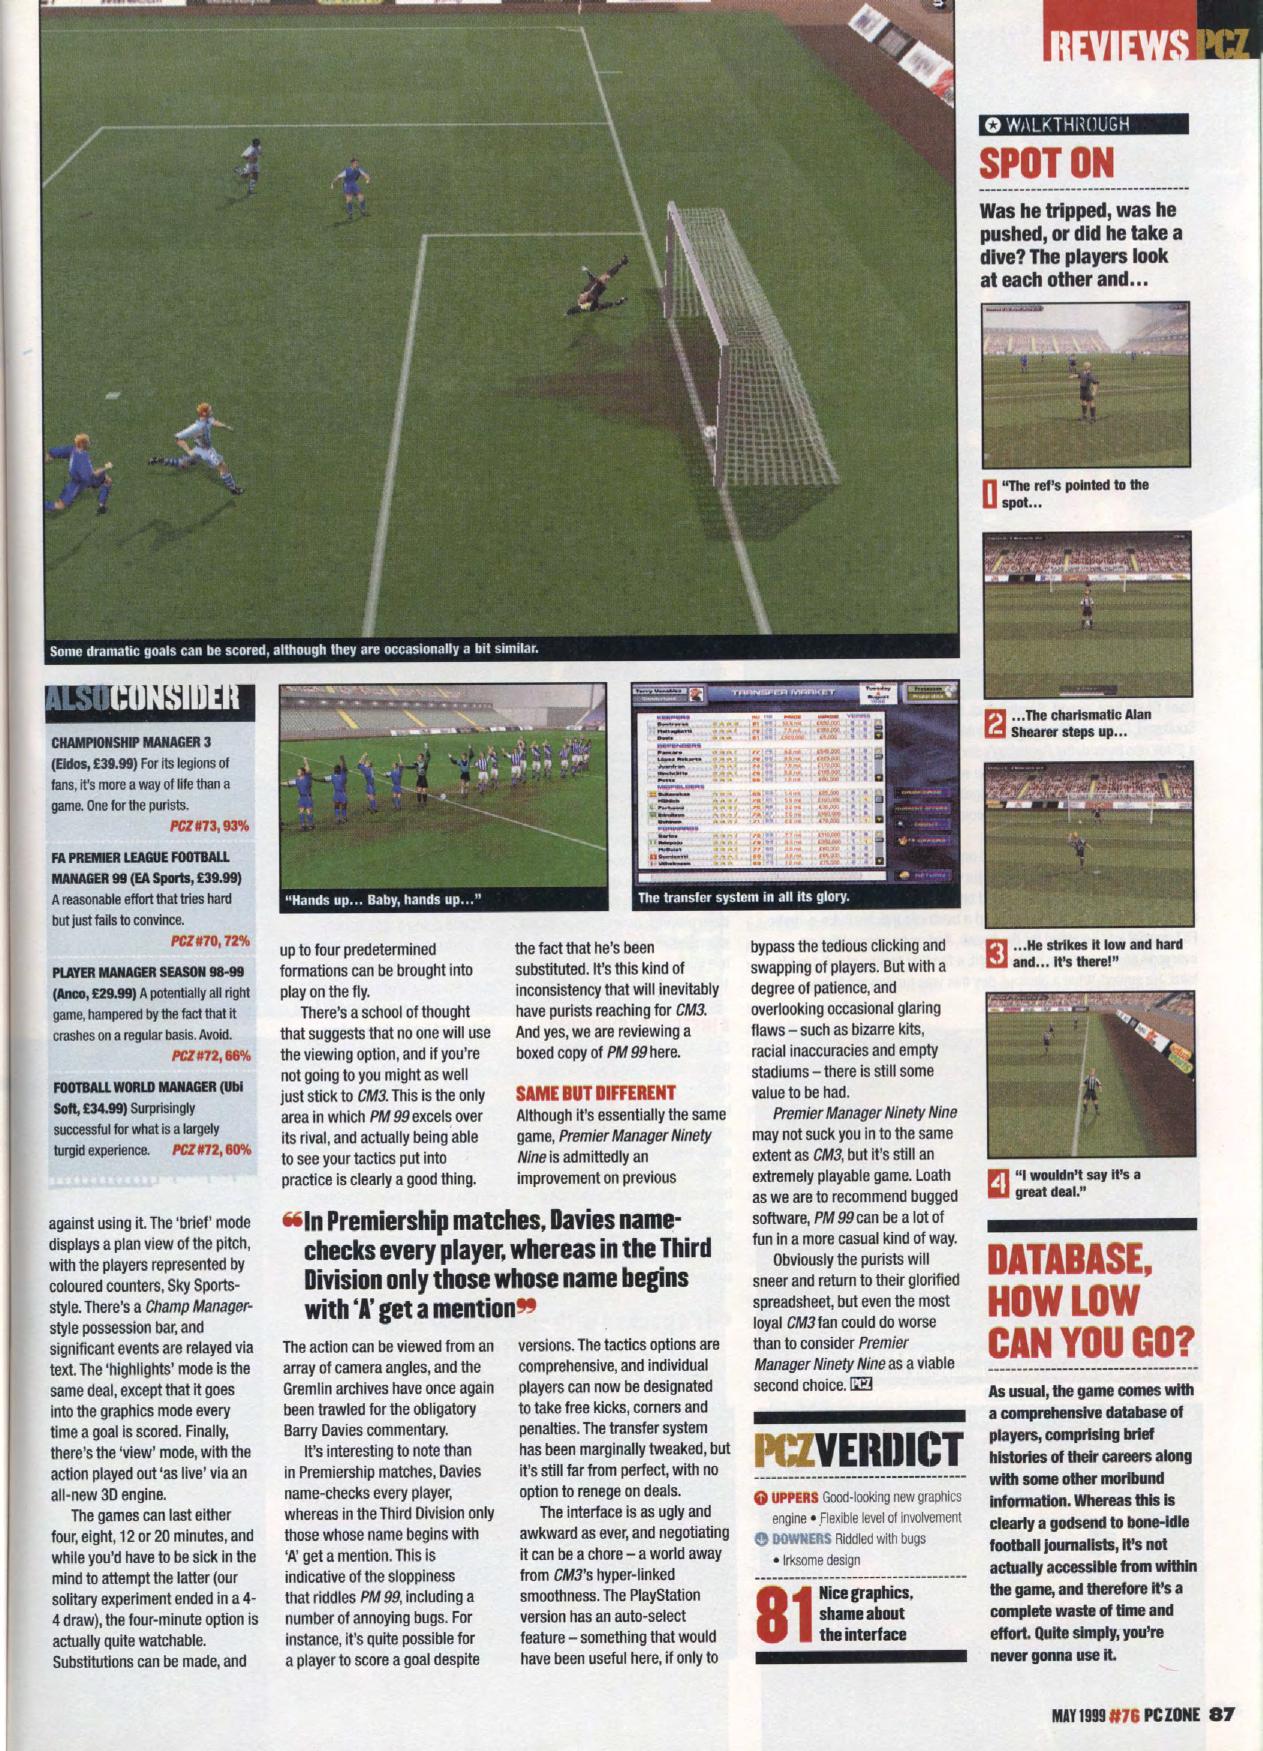 REVIEWS PCZ
Some dramatic goals can be scored, although they are occasionally a bit similar.
WALKTHROUGH
SPOT ON
Was he tripped, was he
pushed, or did he take a
dive? The players look
at each other and...
1 "The ref's pointed to the
spot...
2 ...The charismatic Alan
Shearer steps up...
3 ...He strikes it low and hard
and... it's there!"
4 "I wouldn't say it's a
great deal."
ALSO CONSIDER
CHAMPIONSHIP MANAGER 3
(Eidos, £39.99) For its legions of
fans, it's more a way of life than a
game. One for the purists.
PCZ #73, 93%
FA PREMIER LEAGUE FOOTBALL
MANAGER 99 (EA Sports, £39.99)
A reasonable effort that tries hard
but just fails to convince.
PCZ #70, 72%
PLAYER MANAGER SEASON 98-99
(Anco, £29.99) A potentially all right
game, hampered by the fact that it
crashes on a regular basis. Avoid.
PCZ #72, 66%
FOOTBALL WORLD MANAGER (Ubi
Soft, £34.99) Surprisingly
successful for what is a largely
turgid experience. PCZ #72, 60%
"Hands up... Baby, hands up..."
TRANSFER MARKET
The transfer system in all its glory.
against using it. The 'brief' mode
displays a plan view of the pitch,
with the players represented by
coloured counters, Sky Sports-
style. There's a Champ Manager-
style possession bar, and
significant events are relayed via
text. The 'highlights' mode is the
same deal, except that it goes
into the graphics mode every
time a goal is scored. Finally,
there's the 'view' mode, with the
action played out 'as live' via an
all-new 3D engine.
The games can last either
four, eight, 12 or 20 minutes, and
while you'd have to be sick in the
mind to attempt the latter (our
solitary experiment ended in a 4-
4 draw), the four-minute option is
actually quite watchable.
Substitutions can be made, and
up to four predetermined
formations can be brought into
play on the fly.
There's a school of thought
that suggests that no one will use
the viewing option, and if you're
not going to you might as well
just stick to CM3. This is the only
area in which PM 99 excels over
its rival, and actually being able
to see your tactics put into
practice is clearly a good thing.
"In Premiership matches, Davies name-
checks every player, whereas in the Third
Division only those whose name begins
with 'A' get a mention"
The action can be viewed from an
array of camera angles, and the
Gremlin archives have once again
been trawled for the obligatory
Barry Davies commentary.
It's interesting to note than
in Premiership matches, Davies
name-checks every player,
whereas in the Third Division only
those whose name begins with
'A' get a mention. This is
indicative of the sloppiness
that riddles PM 99, including a
number of annoying bugs. For
instance, it's quite possible for
a player to score a goal despite
the fact that he's been
substituted. It's this kind of
inconsistency that will inevitably
have purists reaching for CM3.
And yes, we are reviewing a
boxed copy of PM 99 here.
SAME BUT DIFFERENT
Although it's essentially the same
game, Premier Manager Ninety
Nine is admittedly an
improvement on previous
versions. The tactics options are
comprehensive, and individual
players can now be designated
to take free kicks, corners and
penalties. The transfer system
has been marginally tweaked, but
it's still far from perfect, with no
option to renege on deals.
The interface is as ugly and
awkward as ever, and negotiating
it can be a chore – a world away
from CM3's hyper-linked
smoothness. The PlayStation
version has an auto-select
feature – something that would
have been useful here, if only to
bypass the tedious clicking and
swapping of players. But with a
degree of patience, and
overlooking occasional glaring
flaws – such as bizarre kits,
racial inaccuracies and empty
stadiums – there is still some
value to be had.
Premier Manager Ninety Nine
may not suck you in to the same
extent as CM3, but it's still an
extremely playable game. Loath
as we are to recommend bugged
software, PM 99 can be a lot of
fun in a more casual kind of way.
Obviously the purists will
sneer and return to their glorified
spreadsheet, but even the most
loyal CM3 fan could do worse
than to consider Premier
Manager Ninety Nine as a viable
second choice. PCZ
PCZ VERDICT
UPPERS Good-looking new graphics
engine • Flexible level of involvement
DOWNERS Riddled with bugs
• Irksome design
81 Nice graphics,
shame about
the interface
DATABASE,
HOW LOW
CAN YOU GO?
As usual, the game comes with
a comprehensive database of
players, comprising brief
histories of their careers along
with some other moribund
information. Whereas this is
clearly a godsend to bone-idle
football journalists, it's not
actually accessible from within
the game, and therefore it's a
complete waste of time and
effort. Quite simply, you're
never gonna use it.
MAY 1999 #76 PC ZONE 87